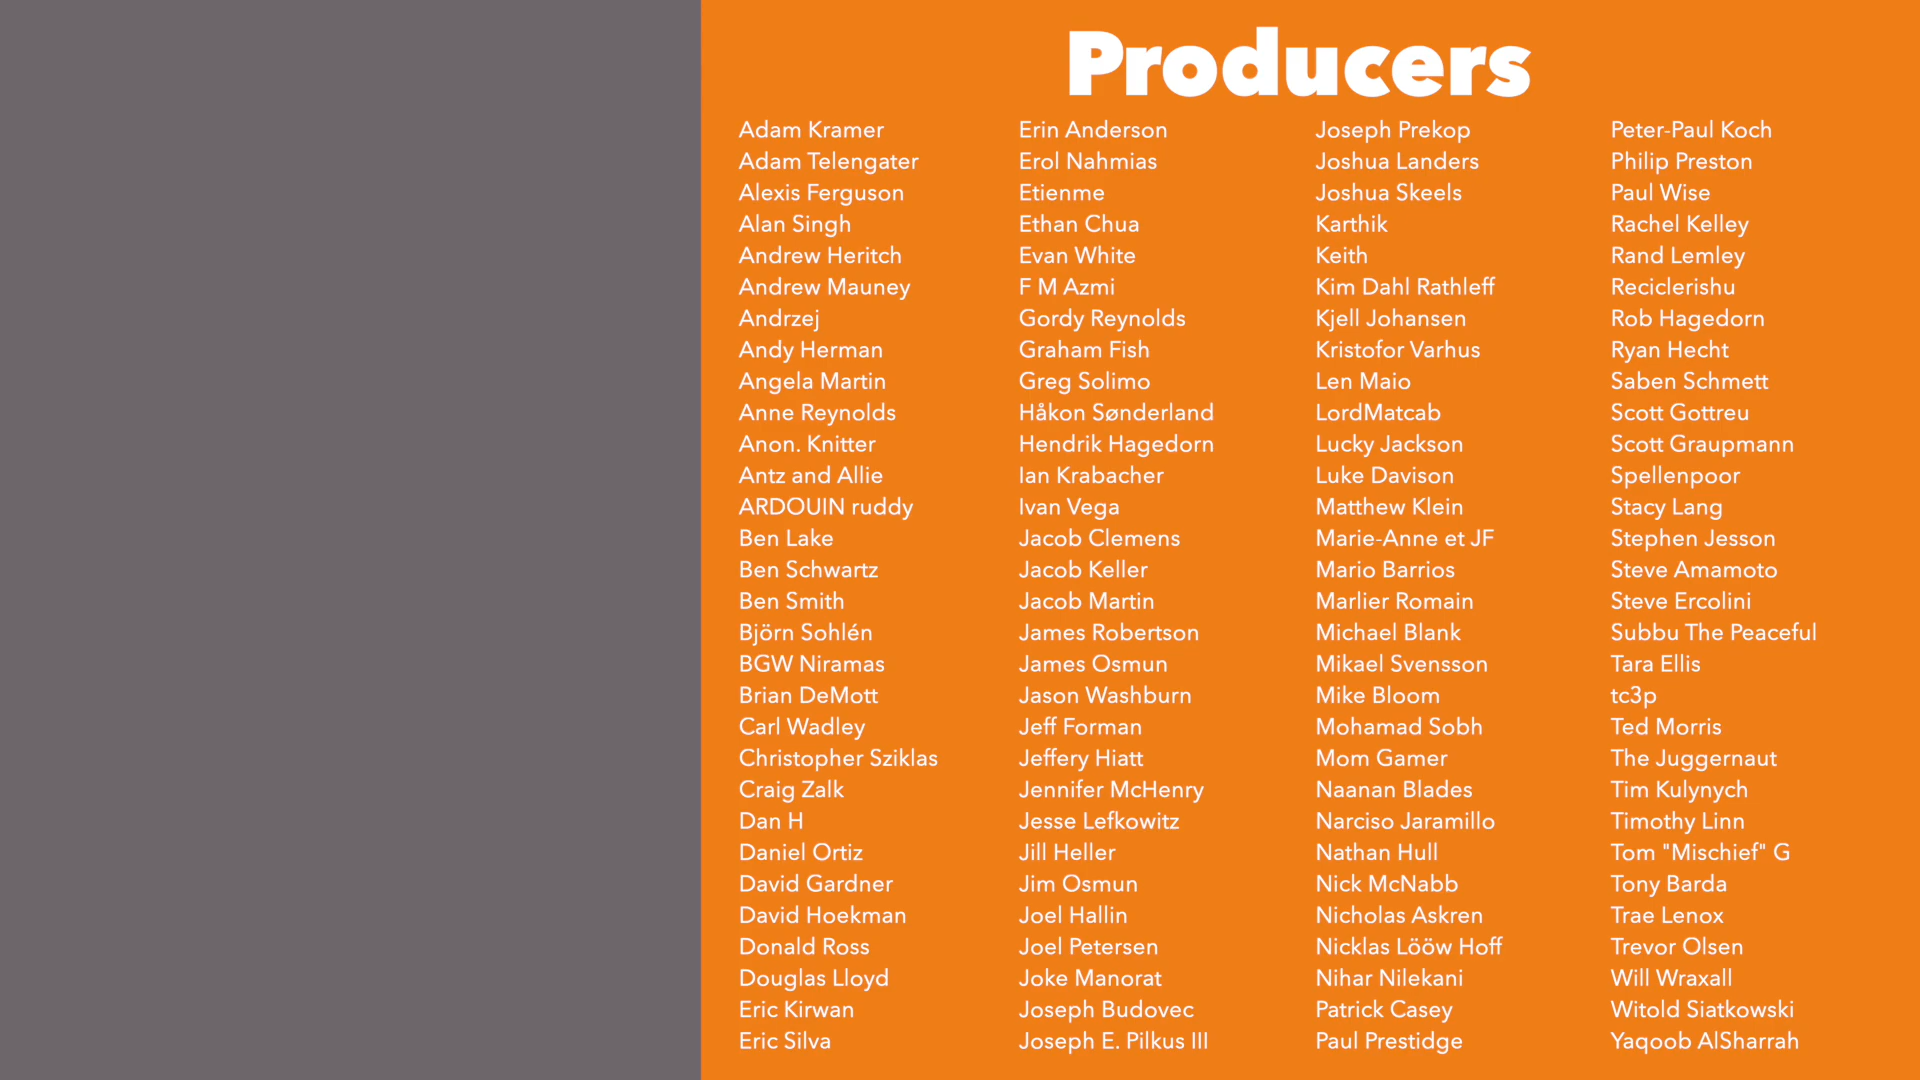 Producers
Adam Kramer
Adam Telengater
Alexis Ferguson
Alan Singh
Andrew Heritch
Andrew Mauney
Andrzej
Andy Herman
Angela Martin
Anne Reynolds
Anon. Knitter
Antz and Allie
ARDOUIN ruddy
Ben Lake
Ben Schwartz
Ben Smith
Björn Sohlén
BGW Niramas
Brian DeMott
Carl Wadley
Christopher Sziklas
Craig Zalk
Dan H
Daniel Ortiz
David Gardner
David Hoekman
Donald Ross
Douglas Lloyd
Eric Kirwan
Eric Silva
Erin Anderson
Erol Nahmias
Etienme
Ethan Chua
Evan White
F M Azmi
Gordy Reynolds
Graham Fish
Greg Solimo
Håkon Sønderland
Hendrik Hagedorn
Ian Krabacher
Ivan Vega
Jacob Clemens
Jacob Keller
Jacob Martin
James Robertson
James Osmun
Jason Washburn
Jeff Forman
Jeffery Hiatt
Jennifer McHenry
Jesse Lefkowitz
Jill Heller
Jim Osmun
Joel Hallin
Joel Petersen
Joke Manorat
Joseph Budovec
Joseph E. Pilkus III
Joseph Prekop
Joshua Landers
Joshua Skeels
Karthik
Keith
Kim Dahl Rathleff
Kjell Johansen
Kristofor Varhus
Len Maio
LordMatcab
Lucky Jackson
Luke Davison
Matthew Klein
Marie-Anne et JF
Mario Barrios
Marlier Romain
Michael Blank
Mikael Svensson
Mike Bloom
Mohamad Sobh
Mom Gamer
Naanan Blades
Narciso Jaramillo
Nathan Hull
Nick McNabb
Nicholas Askren
Nicklas Lööw Hoff
Nihar Nilekani
Patrick Casey
Paul Prestidge
Peter-Paul Koch
Philip Preston
Paul Wise
Rachel Kelley
Rand Lemley
Reciclerishu
Rob Hagedorn
Ryan Hecht
Saben Schmett
Scott Gottreu
Scott Graupmann
Spellenpoor
Stacy Lang
Stephen Jesson
Steve Amamoto
Steve Ercolini
Subbu The Peaceful
Tara Ellis
tc3p
Ted Morris
The Juggernaut
Tim Kulynych
Timothy Linn
Tom "Mischief" G
Tony Barda
Trae Lenox
Trevor Olsen
Will Wraxall
Witold Siatkowski
Yaqoob AlSharrah